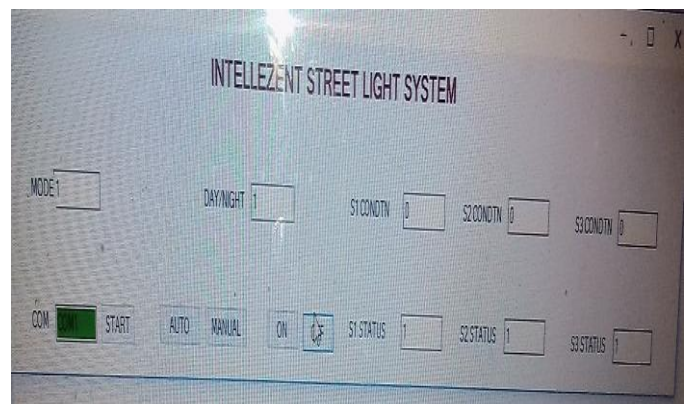 INTELLEZENT STREET LIGHT SYSTEM
MODE 1 DAY/NIGHT 1 S1 CONDTN 0 S2 CONDTN 0 S3 CONDTN 0
COM COM1 START AUTO MANUAL ON S1 STATUS 1 S2 STATUS 1 S3 STATUS 1